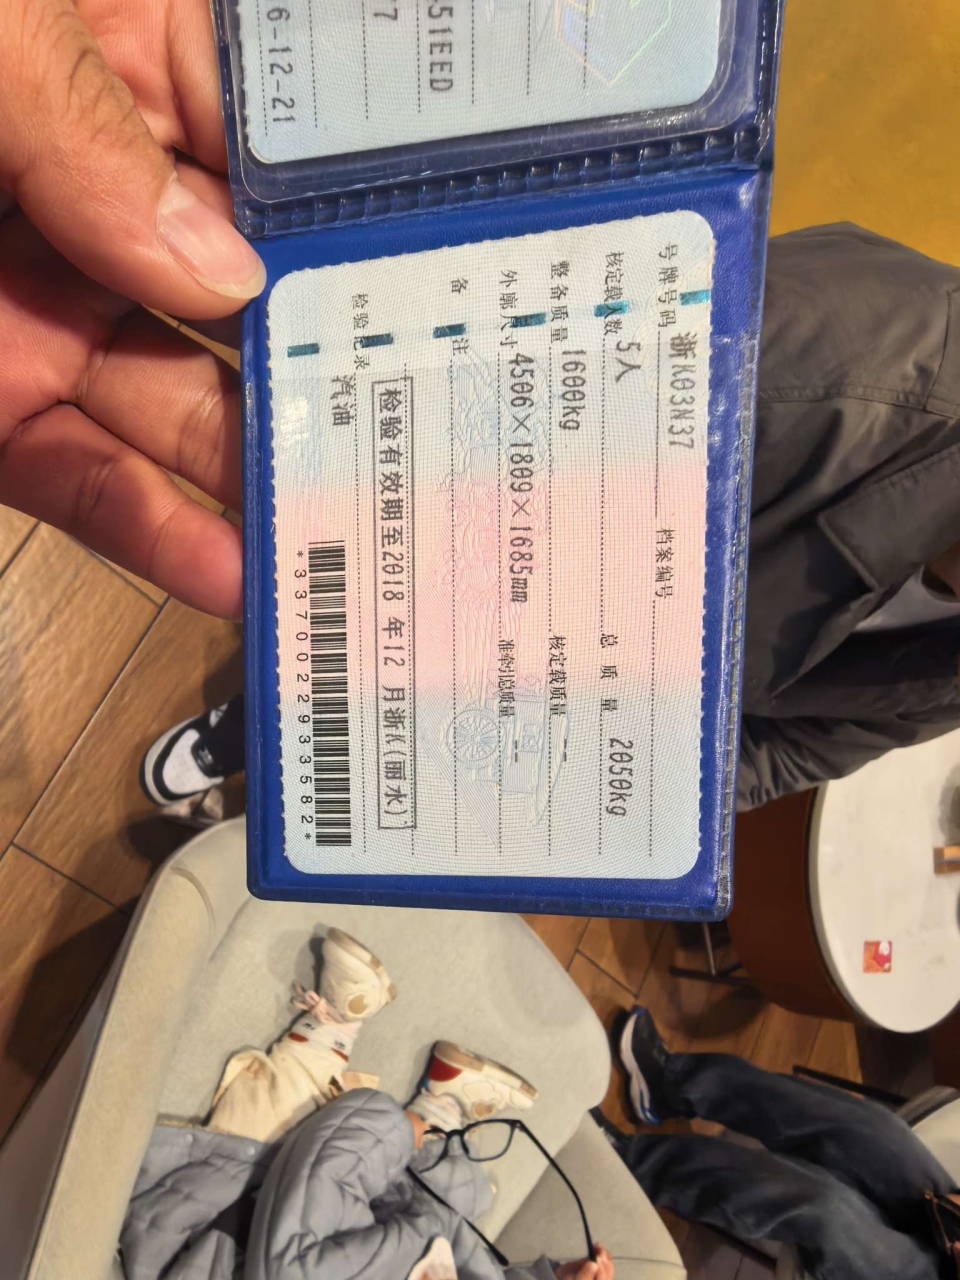 51EED
7
6-12-21
号牌号码 浙K03N37 档案编号
核定载人数 5人 总质量 2050kg
整备质量 1600kg 核定载质量 --
外廓尺寸 4506×1809×1685mm 准牵引总质量 --
备注
检验有效期至2018年12月浙K(丽水)
检验记录
汽油
*3370022933582*